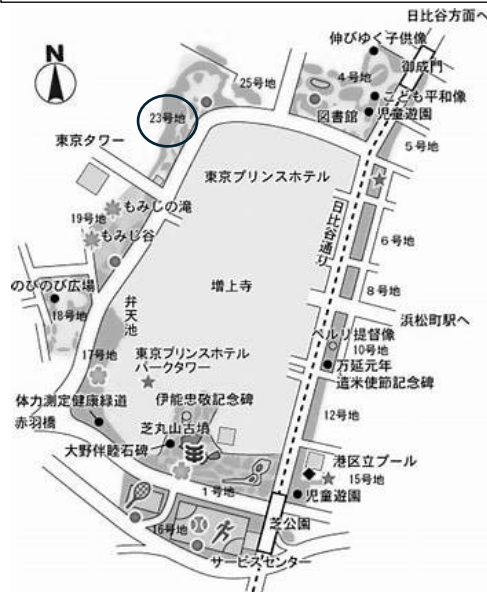 日比谷方面へ
伸びゆく子供像
御成門
N
25号地
4号地
こども平和像
23号地
図書館
児童遊園
5号地
東京タワー
東京プリンスホテル
日比谷通り
もみじの滝
19号地
もみじ谷
6号地
のびのび広場
増上寺
8号地
18号地
弁天池
浜松町駅へ
ペルリ提督像
17号地
東京プリンスホテル
パークタワー
10号地
万延元年
遣米使節記念碑
体力測定健康緑道
伊能忠敬記念碑
12号地
赤羽橋
芝丸山古墳
大野伴睦石碑
港区立プール
1号地
15号地
児童遊園
芝公園
16号地
サービスセンター